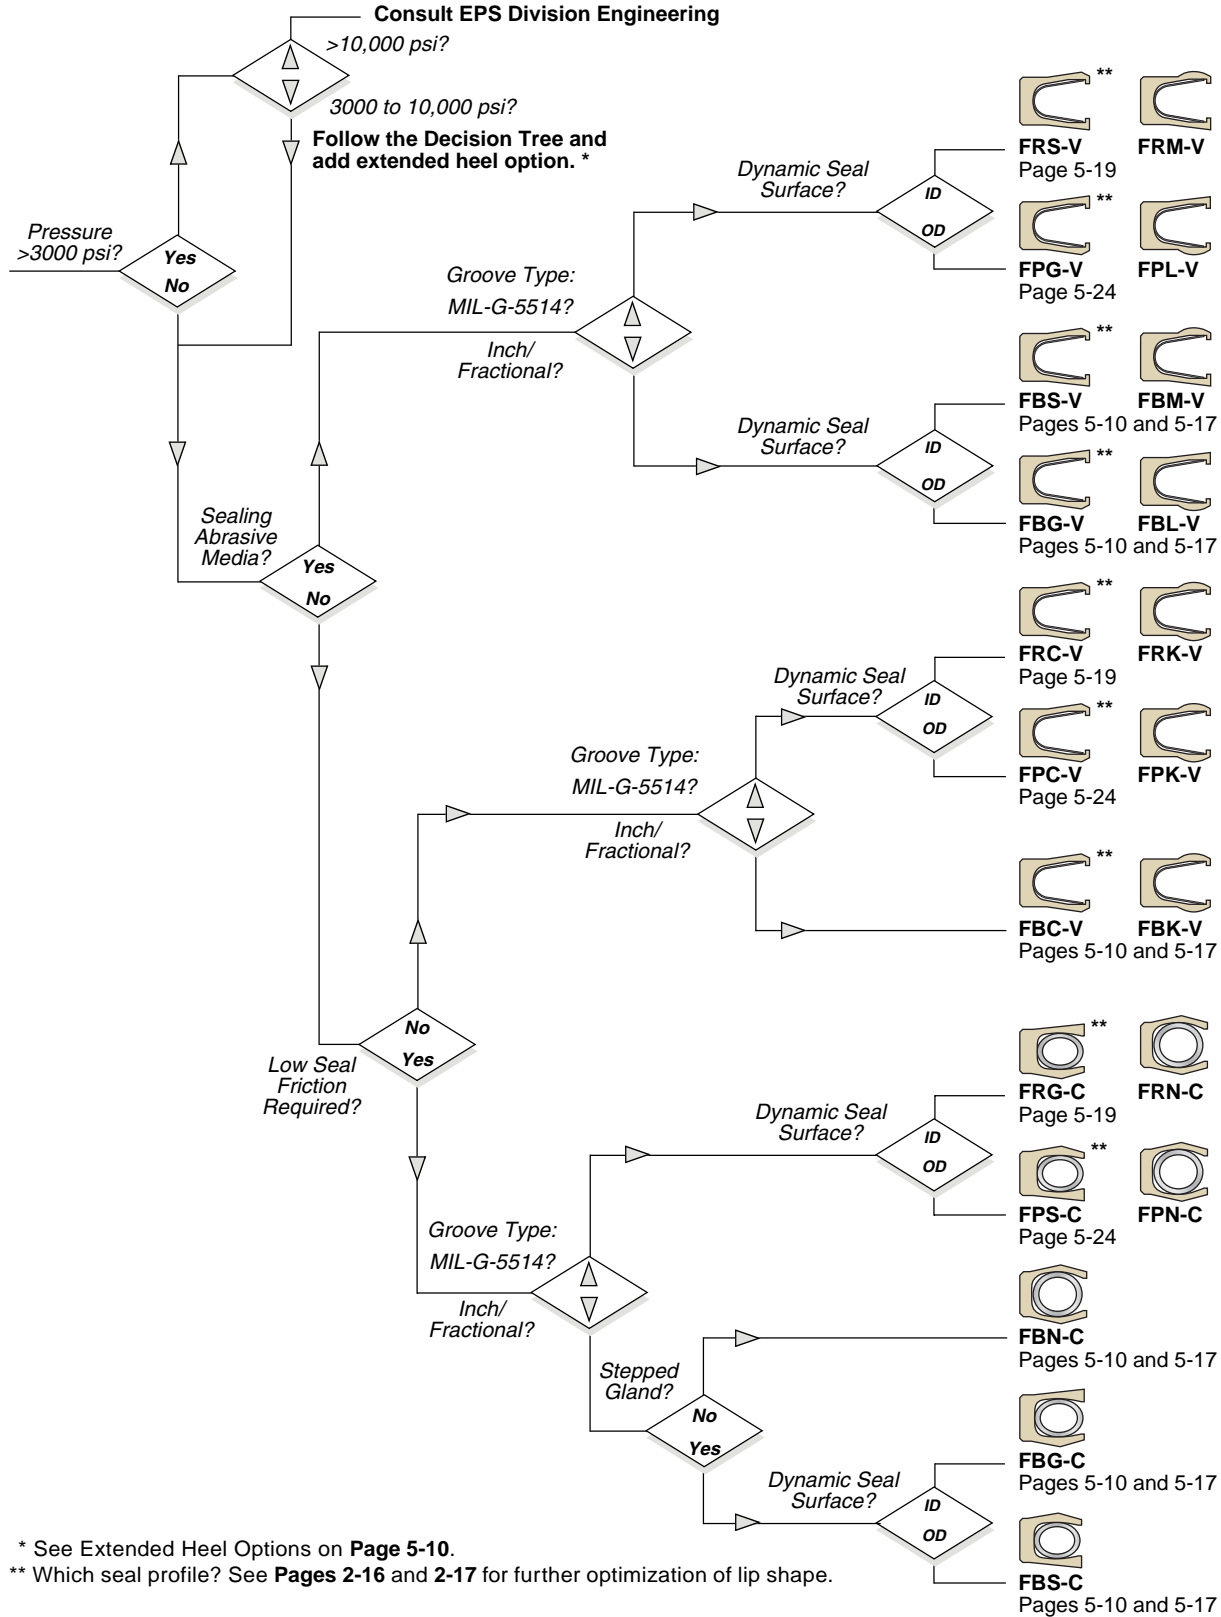 Consult EPS Division Engineering
>10,000 psi?
3000 to 10,000 psi?
Follow the Decision Tree and
add extended heel option. *
Pressure
>3000 psi?
Yes
No
Sealing
Abrasive
Media?
Yes
No
Groove Type:
MIL-G-5514?
Inch/
Fractional?
Dynamic Seal
Surface?
ID
OD
**
FRS-V FRM-V
Page 5-19
**
FPG-V FPL-V
Page 5-24
Dynamic Seal
Surface?
ID
OD
**
FBS-V FBM-V
Pages 5-10 and 5-17
**
FBG-V FBL-V
Pages 5-10 and 5-17
Low Seal
Friction
Required?
No
Yes
Groove Type:
MIL-G-5514?
Inch/
Fractional?
Dynamic Seal
Surface?
ID
OD
**
FRC-V FRK-V
Page 5-19
**
FPC-V FPK-V
Page 5-24
**
FBC-V FBK-V
Pages 5-10 and 5-17
Groove Type:
MIL-G-5514?
Inch/
Fractional?
Dynamic Seal
Surface?
ID
OD
**
FRG-C FRN-C
Page 5-19
**
FPS-C FPN-C
Page 5-24
Stepped
Gland?
No
Yes
FBN-C
Pages 5-10 and 5-17
Dynamic Seal
Surface?
ID
OD
FBG-C
Pages 5-10 and 5-17
FBS-C
Pages 5-10 and 5-17
* See Extended Heel Options on Page 5-10.
** Which seal profile? See Pages 2-16 and 2-17 for further optimization of lip shape.